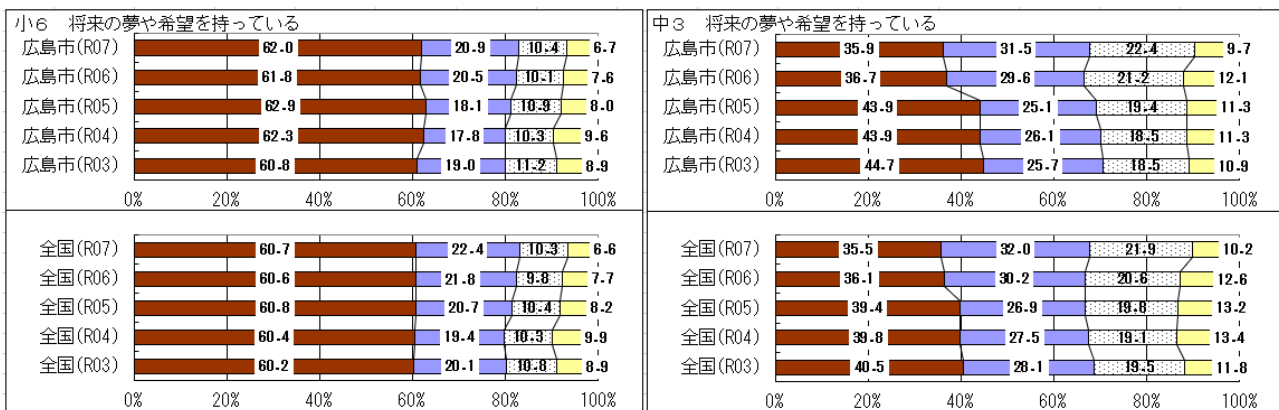 小6　将来の夢や希望を持っている
広島市(R07) 62.0 20.9 10.4 6.7
広島市(R06) 61.8 20.5 10.1 7.6
広島市(R05) 62.9 18.1 10.9 8.0
広島市(R04) 62.3 17.8 10.3 9.6
広島市(R03) 60.8 19.0 11.2 8.9
0% 20% 40% 60% 80% 100%
全国(R07) 60.7 22.4 10.3 6.6
全国(R06) 60.6 21.8 9.8 7.7
全国(R05) 60.8 20.7 10.4 8.2
全国(R04) 60.4 19.4 10.3 9.9
全国(R03) 60.2 20.1 10.8 8.9
0% 20% 40% 60% 80% 100%
中3　将来の夢や希望を持っている
広島市(R07) 35.9 31.5 22.4 9.7
広島市(R06) 36.7 29.6 21.2 12.1
広島市(R05) 43.9 25.1 19.4 11.3
広島市(R04) 43.9 26.1 18.5 11.3
広島市(R03) 44.7 25.7 18.5 10.9
0% 20% 40% 60% 80% 100%
全国(R07) 35.5 32.0 21.9 10.2
全国(R06) 36.1 30.2 20.6 12.6
全国(R05) 39.4 26.9 19.8 13.2
全国(R04) 39.8 27.5 19.1 13.4
全国(R03) 40.5 28.1 19.5 11.8
0% 20% 40% 60% 80% 100%